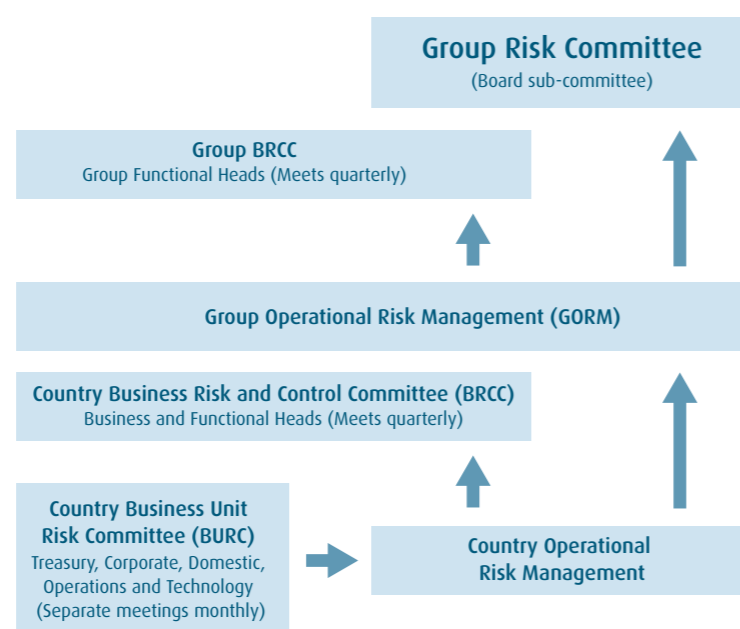 Group Risk Committee
(Board sub-committee)
Group BRCC
Group Functional Heads (Meets quarterly)
Group Operational Risk Management (GORM)
Country Business Risk and Control Committee (BRCC)
Business and Functional Heads (Meets quarterly)
Country Business Unit
Risk Committee (BURC)
Treasury, Corporate, Domestic,
Operations and Technology
(Separate meetings monthly)
Country Operational
Risk Management